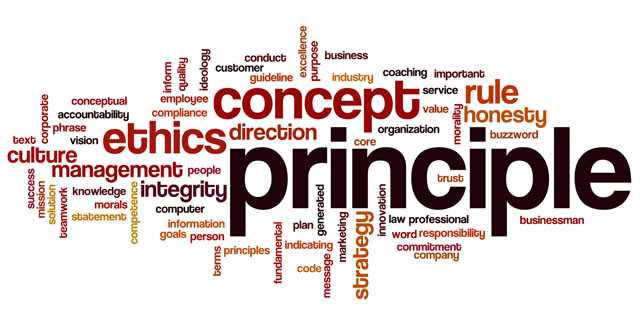 excellence
purpose
business
conduct
ideology
quality
inform
customer
guideline
industry
coaching
important
employee
compliance
concept
service
value
rule
morality
honesty
corporate
conceptual
accountability
phrase
text
vision
ethics
direction
core
organization
buzzword
culture
management
people
principle
trust
success
mission
solution
teamwork
knowledge
morals
statement
competence
integrity
computer
information
goals
person
terms
principles
fundamental
indicating
plan
generated
code
message
marketing
strategy
innovation
law
professional
word
responsibility
commitment
company
businessman